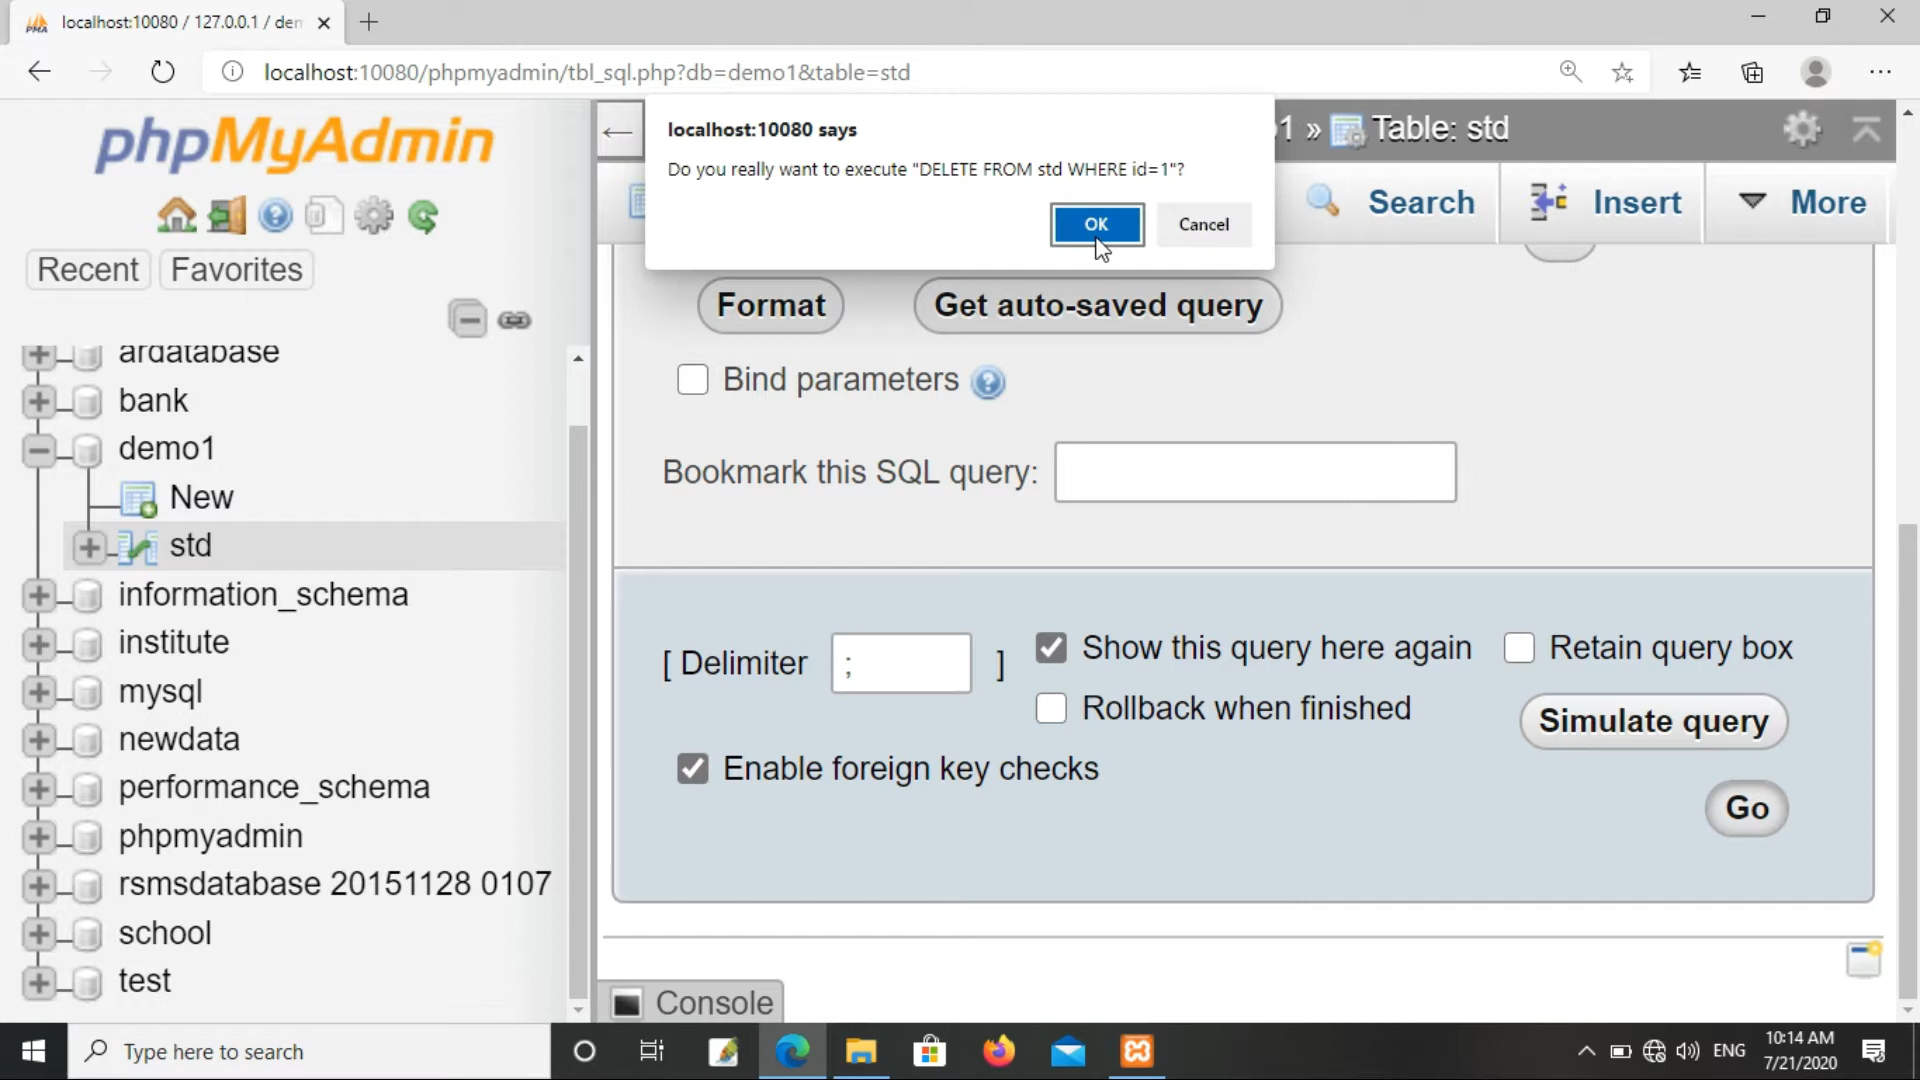 localhost:10080 / 127.0.0.1 / den
localhost:10080/phpmyadmin/tbl_sql.php?db=demo1&table=std
phpMyAdmin
Recent
Favorites
ardatabase
bank
demo1
New
std
information_schema
institute
mysql
newdata
performance_schema
phpmyadmin
rsmsdatabase 20151128 0107
school
test
localhost:10080 says
Do you really want to execute "DELETE FROM std WHERE id=1"?
OK
Cancel
1 » Table: std
Search
Insert
More
Format
Get auto-saved query
Bind parameters
Bookmark this SQL query:
[ Delimiter ; ]
Show this query here again
Retain query box
Rollback when finished
Simulate query
Enable foreign key checks
Go
Console
Type here to search
ENG
10:14 AM
7/21/2020